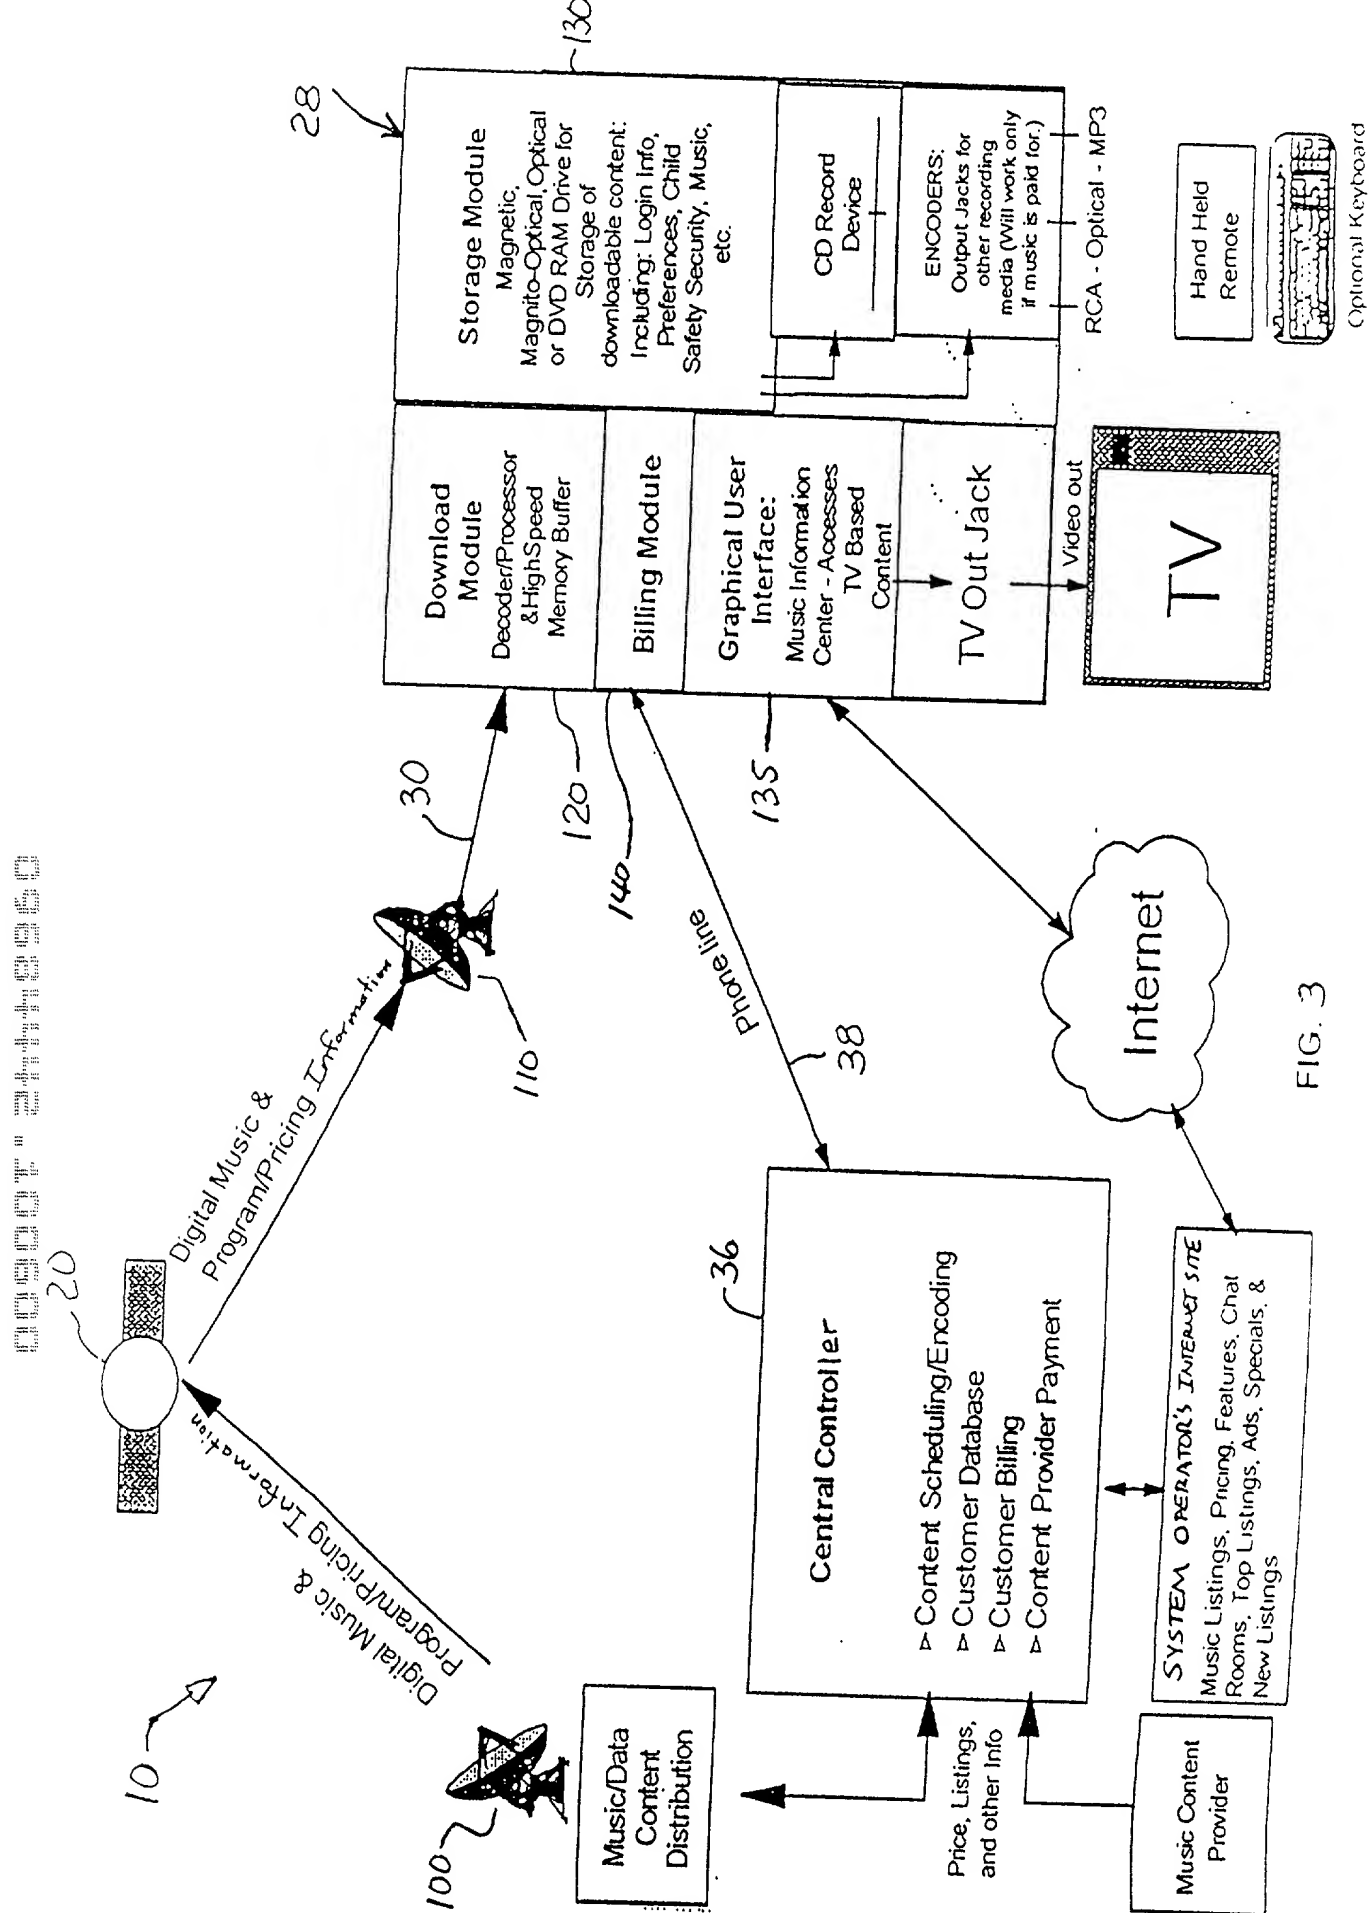 10
20
Digital Music &
Program/Pricing Information
Digital Music &
Program/Pricing Information
100
110
30
Music/Data
Content
Distribution
28
130
Download
Module
Decoder/Processor
&HighSpeed
Memory Buffer
120
Billing Module
140
Graphical User
Interface:
Music Information
Center - Accesses
TV Based
Content
135
TV Out Jack
Video out
TV
Storage Module
Magnetic,
Magnito-Optical, Optical
or DVD RAM Drive for
Storage of
downloadable content:
Including: Login Info,
Preferences, Child
Safety Security, Music,
etc.
CD Record
Device
ENCODERS:
Output Jacks for
other recording
media (Will work only
if music is paid for.)
RCA - Optical - MP3
Hand Held
Remote
Optional Keyboard
Phone line
38
36
Central Controller
▷ Content Scheduling/Encoding
▷ Customer Database
▷ Customer Billing
▷ Content Provider Payment
Price, Listings,
and other Info
Music Content
Provider
SYSTEM OPERATOR'S INTERNET SITE
Music Listings, Pricing, Features, Chat
Rooms, Top Listings, Ads, Specials, &
New Listings
Internet
FIG. 3